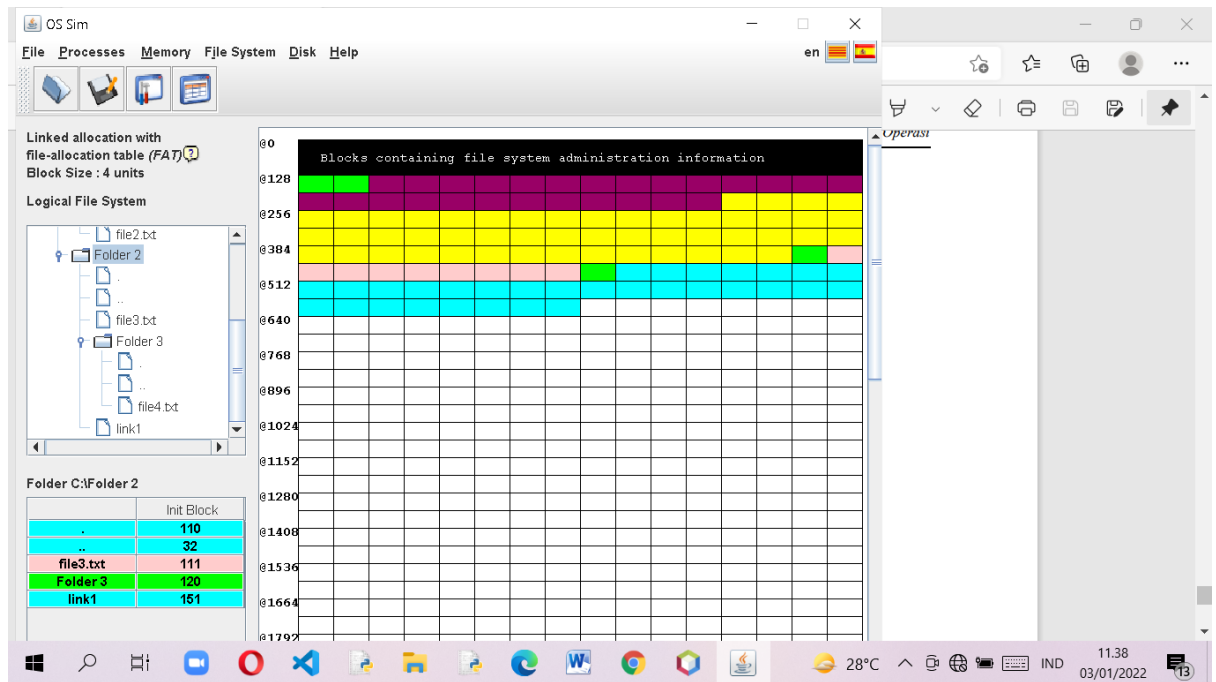 OS Sim
File Processes Memory File System Disk Help
en
Linked allocation with
file-allocation table (FAT)
Block Size : 4 units
Logical File System
file2.txt
Folder 2
.
..
file3.txt
Folder 3
.
..
file4.txt
link1
Folder C:\Folder 2
Init Block
. 110
.. 32
file3.txt 111
Folder 3 120
link1 151
@0
Blocks containing file system administration information
@128
@256
@384
@512
@640
@768
@896
@1024
@1152
@1280
@1408
@1536
@1664
@1792
Operasi
28°C
IND
11.38
03/01/2022
13